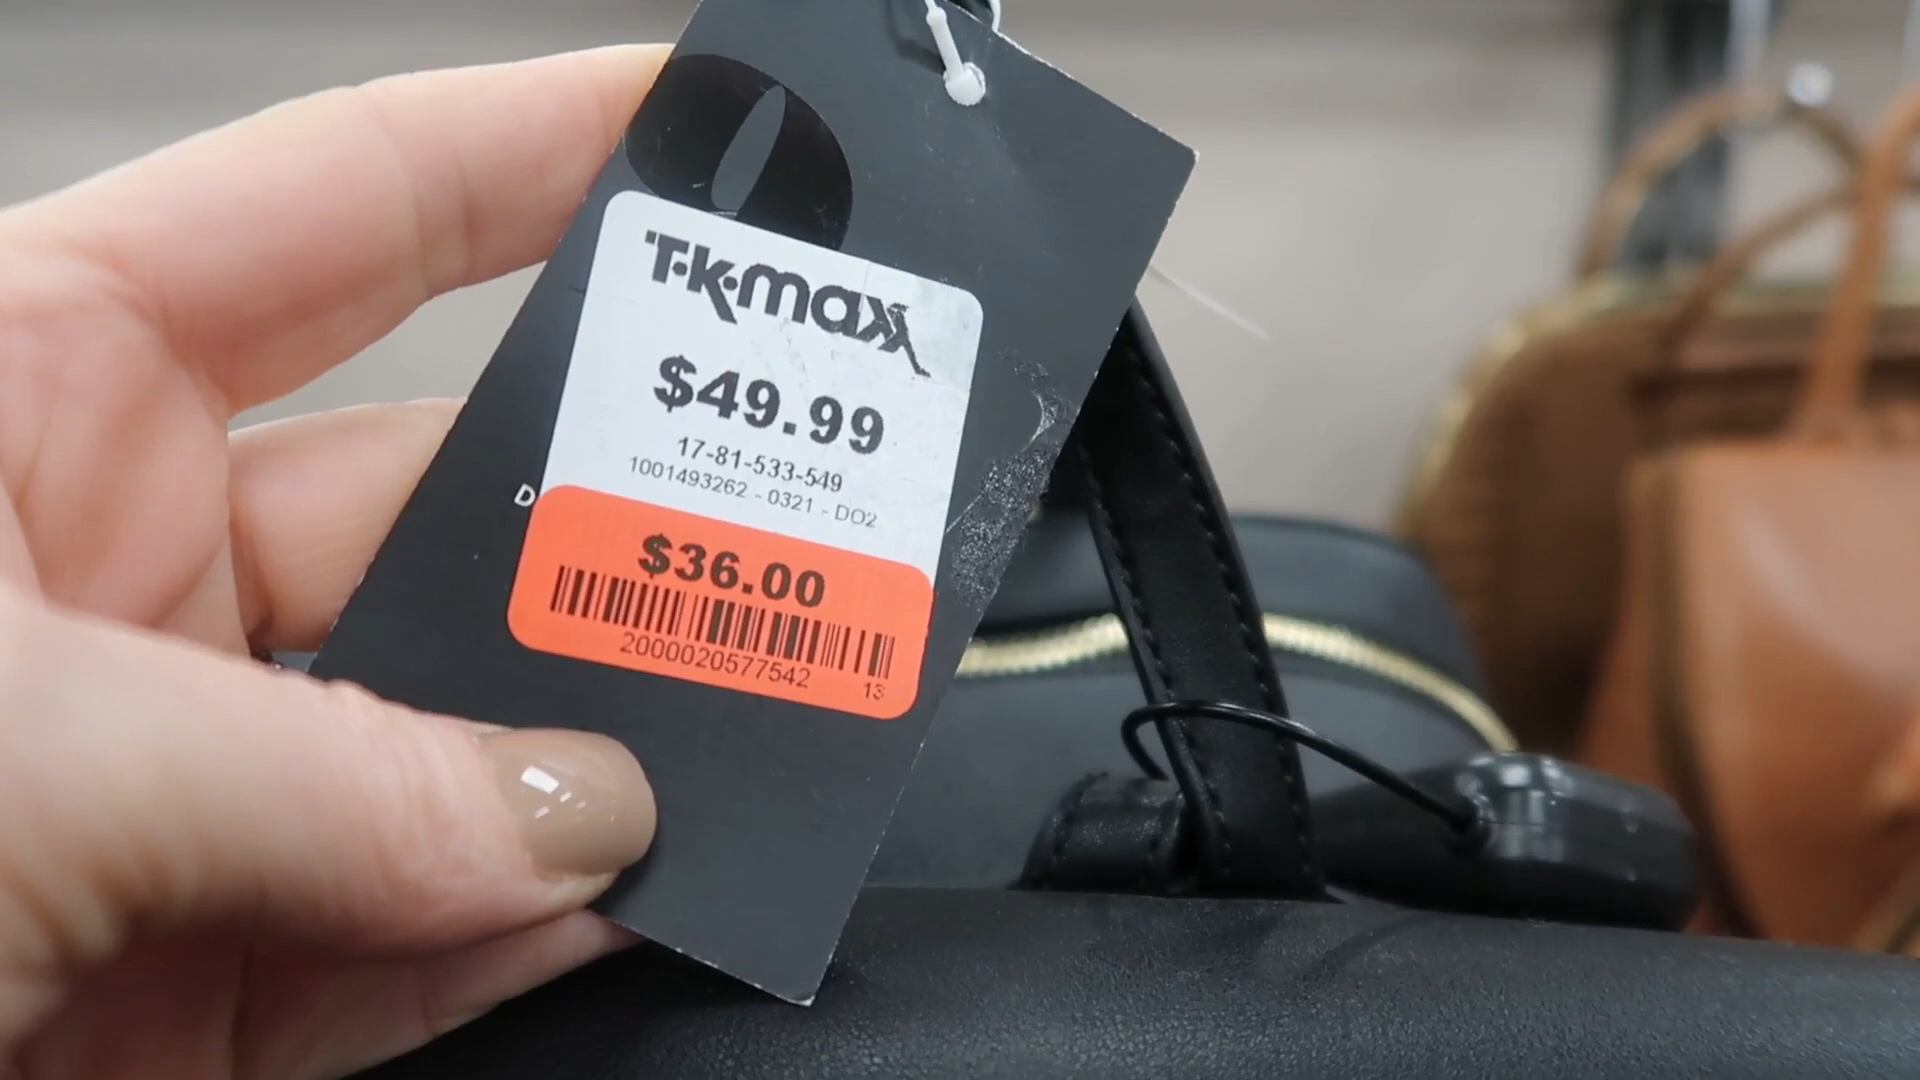 T·K·maxx
$49.99
17-81-533-549
1001493262 - 0321 - DO2
D
$36.00
2000020577542
13